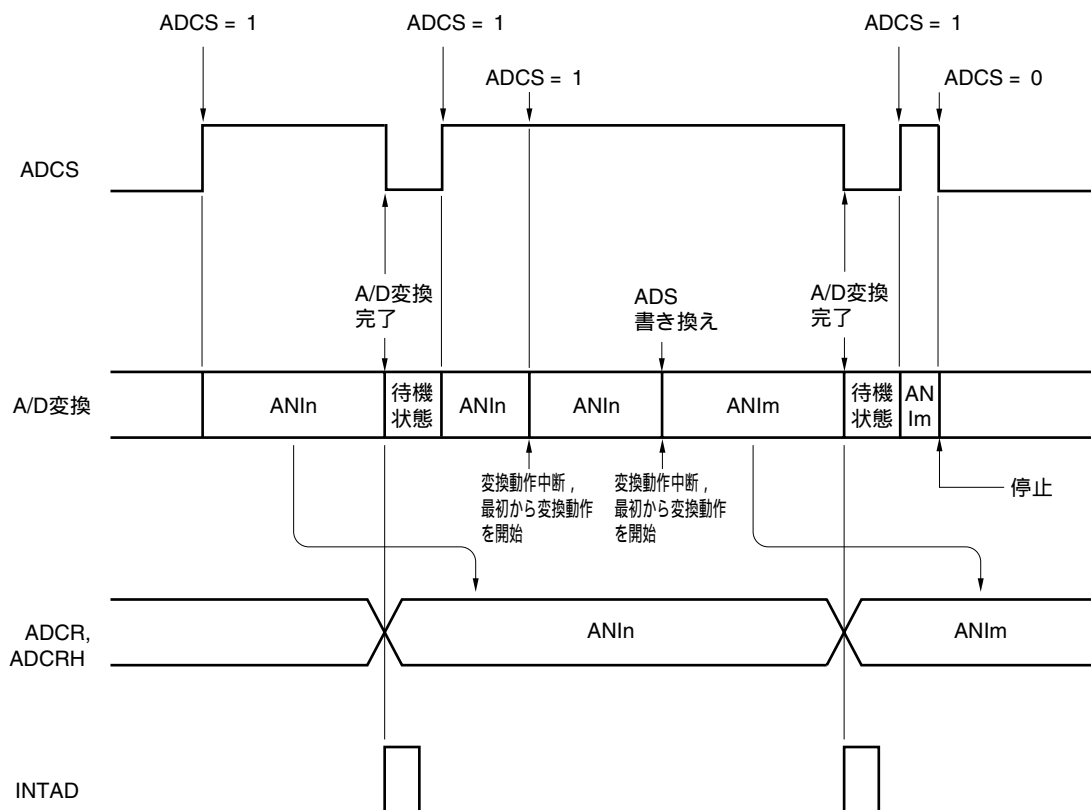 ADCS = 1
ADCS = 1
ADCS = 1
ADCS = 1
ADCS = 0
ADCS
A/D変換
完了
ADS
書き換え
A/D変換
完了
A/D変換
ANIn
待機
状態
ANIn
ANIn
ANIm
待機
状態
AN
Im
変換動作中断，
最初から変換動作
を開始
変換動作中断，
最初から変換動作
を開始
停止
ADCR,
ADCRH
ANIn
ANIm
INTAD